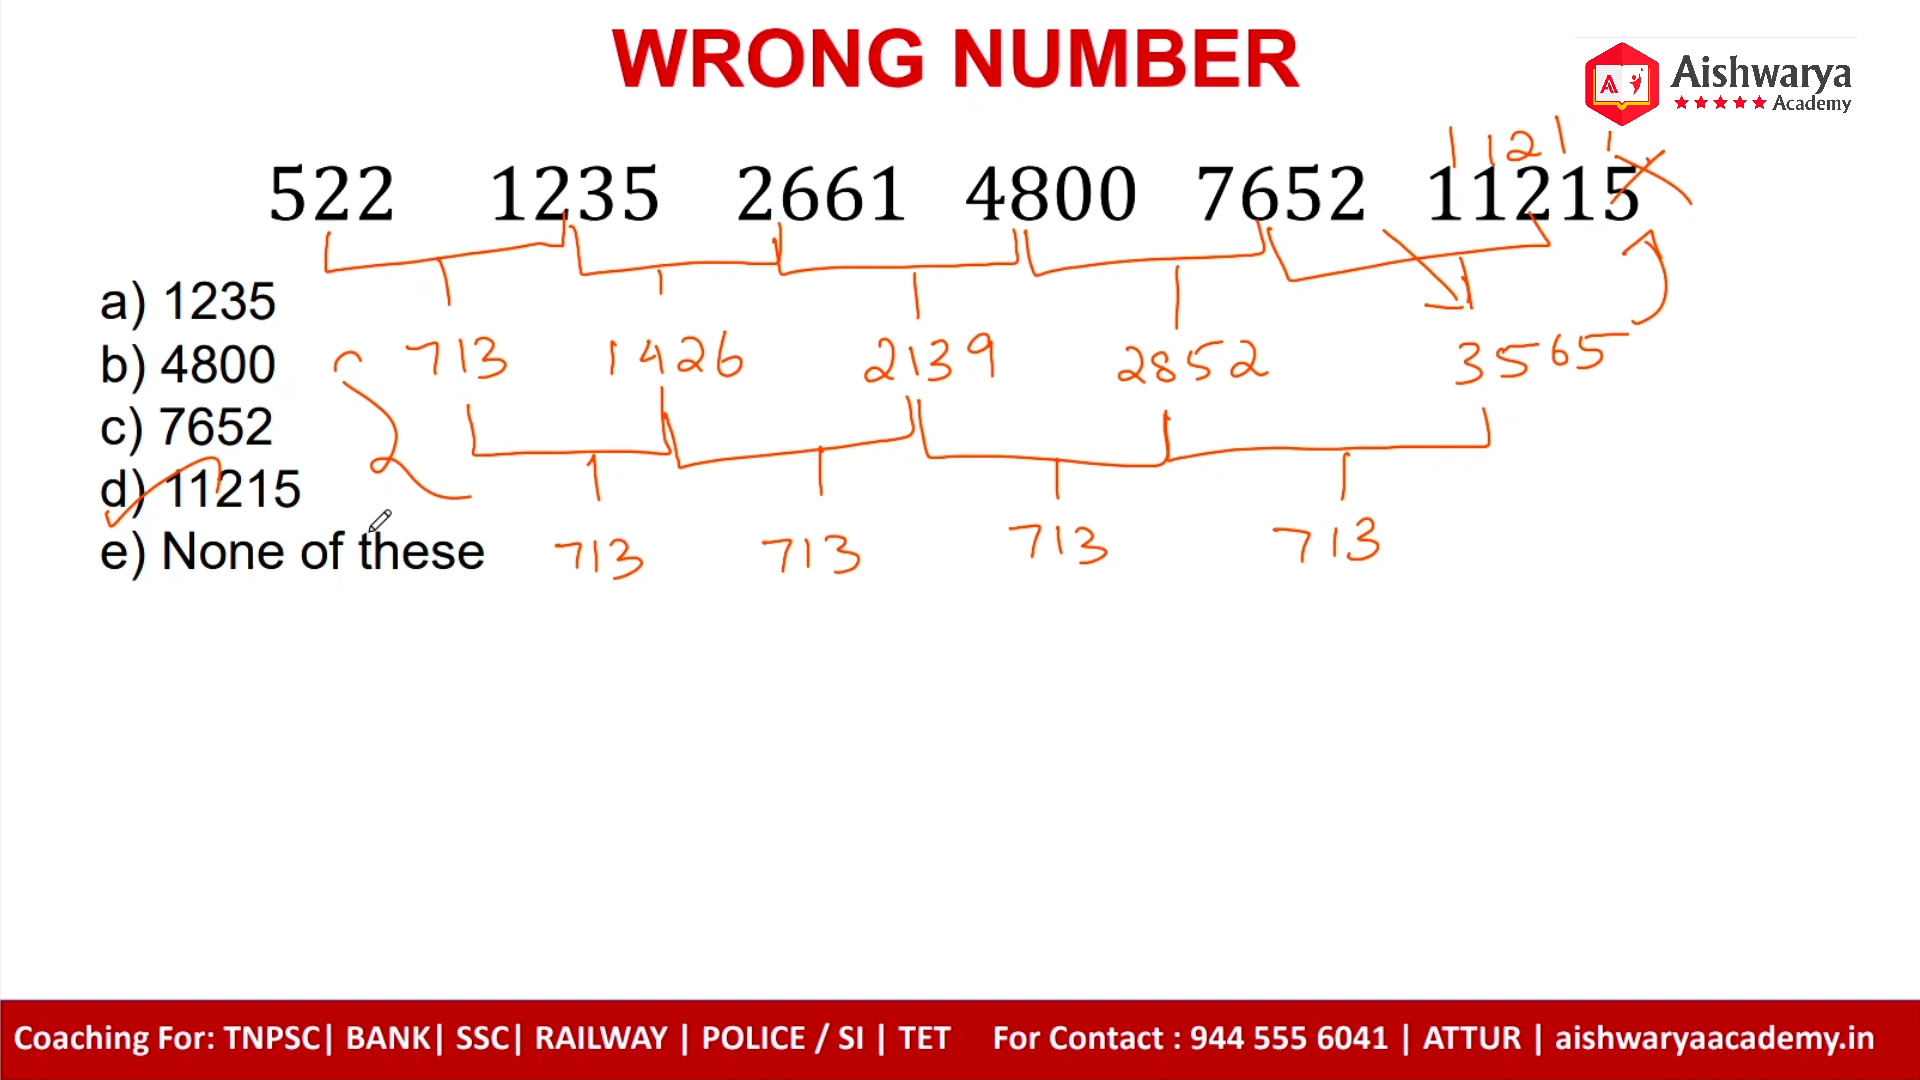 WRONG NUMBER
Aishwarya
Academy
11211
522 1235 2661 4800 7652 11215
a) 1235
b) 4800
c) 7652
d) 11215
e) None of these
713 1426 2139 2852 3565
713 713 713 713
Coaching For: TNPSC| BANK| SSC| RAILWAY | POLICE / SI | TET For Contact : 944 555 6041 | ATTUR | aishwaryaacademy.in